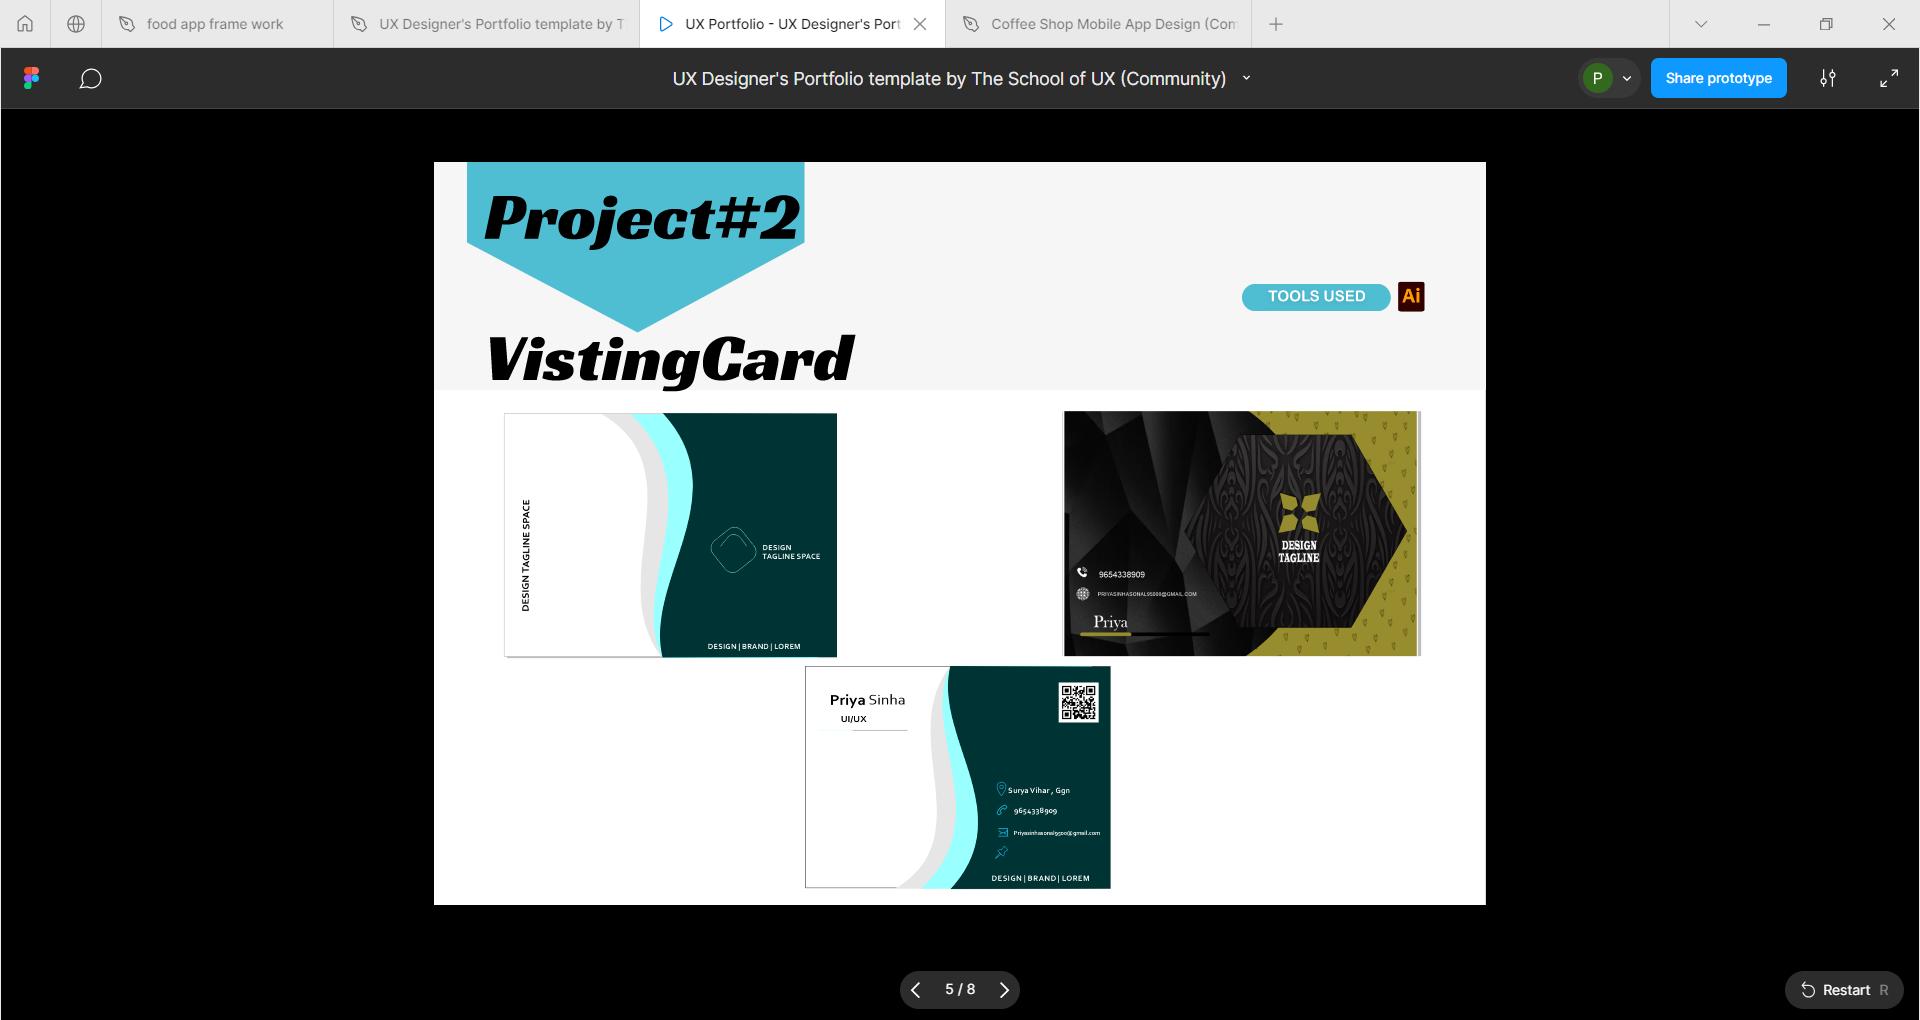 food app frame work
UX Designer's Portfolio template by T
UX Portfolio - UX Designer's Port
Coffee Shop Mobile App Design (Com
UX Designer's Portfolio template by The School of UX (Community)
P
Share prototype
Project#2
TOOLS USED
Ai
VistingCard
DESIGN TAGLINE SPACE
DESIGN
TAGLINE SPACE
DESIGN | BRAND | LOREM
DESIGN
TAGLINE
9654338909
PRIYASINHASONAL95000@GMAIL.COM
Priya
Priya Sinha
UI/UX
Surya Vihar , Ggn
9654338909
Priyasinhasonal9500@gmail.com
DESIGN | BRAND | LOREM
5 / 8
Restart R